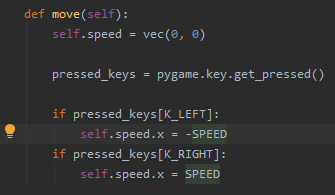 def move(self):
    self.speed = vec(0, 0)
    pressed_keys = pygame.key.get_pressed()
    if pressed_keys[K_LEFT]:
        self.speed.x = -SPEED
    if pressed_keys[K_RIGHT]:
        self.speed.x = SPEED